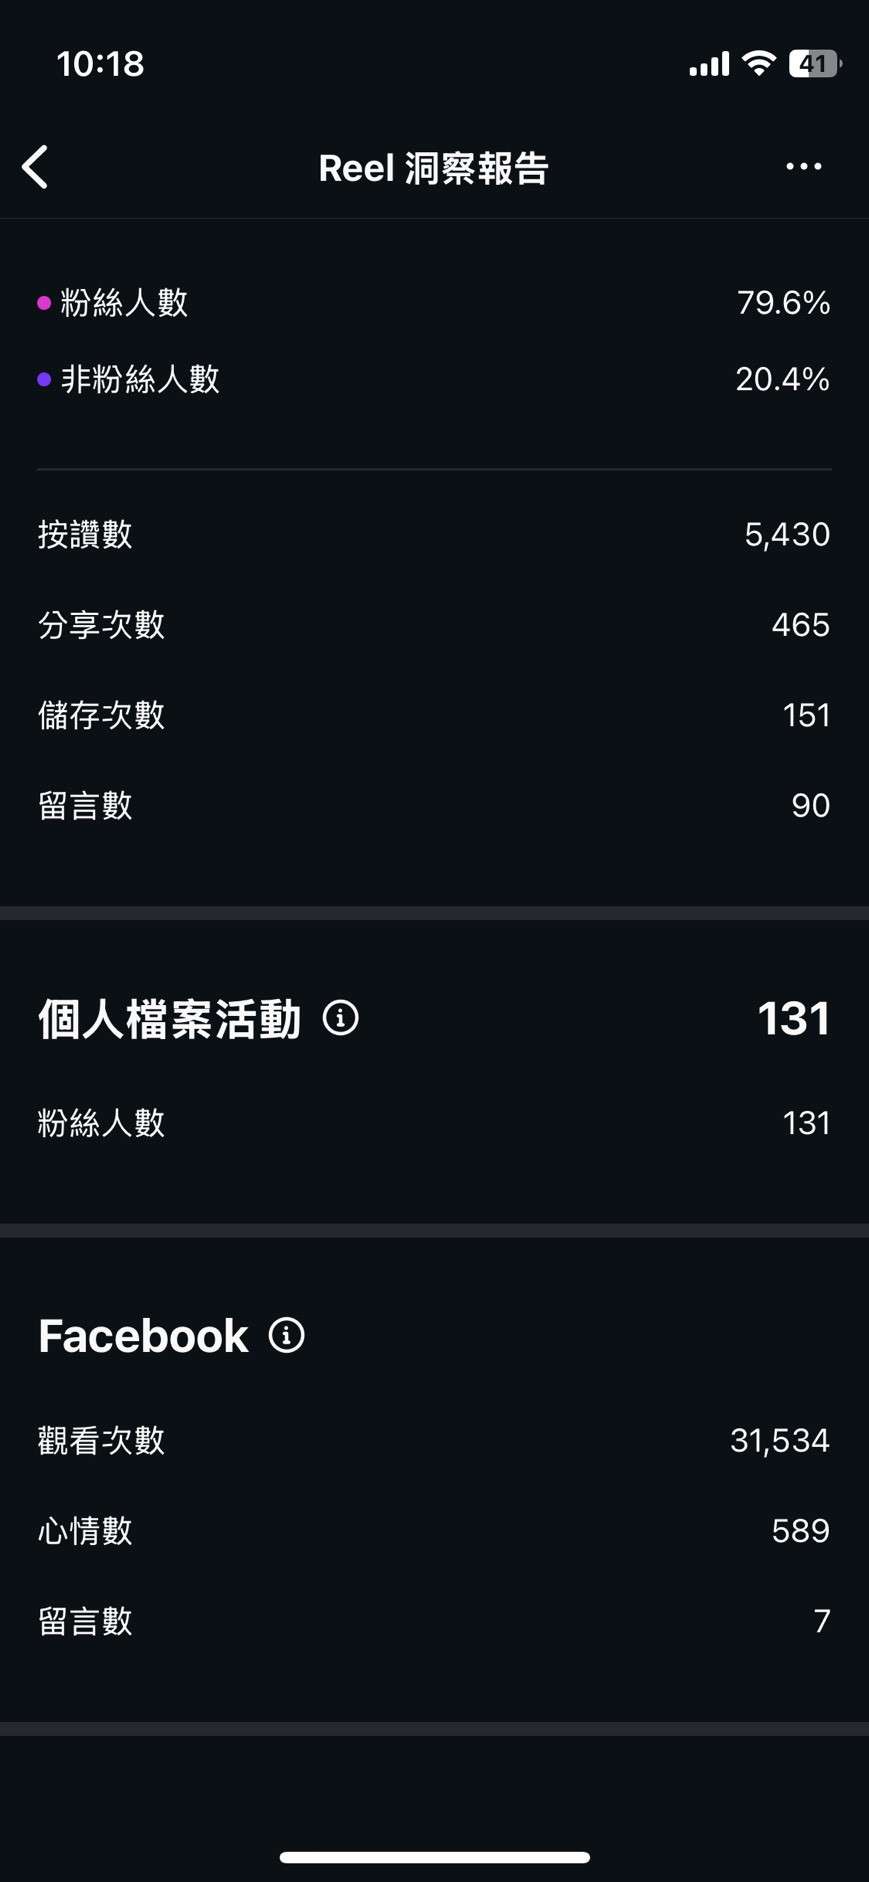 10:18
41
Reel 洞察報告
粉絲人數 79.6%
非粉絲人數 20.4%
按讚數 5,430
分享次數 465
儲存次數 151
留言數 90
個人檔案活動 131
粉絲人數 131
Facebook
觀看次數 31,534
心情數 589
留言數 7